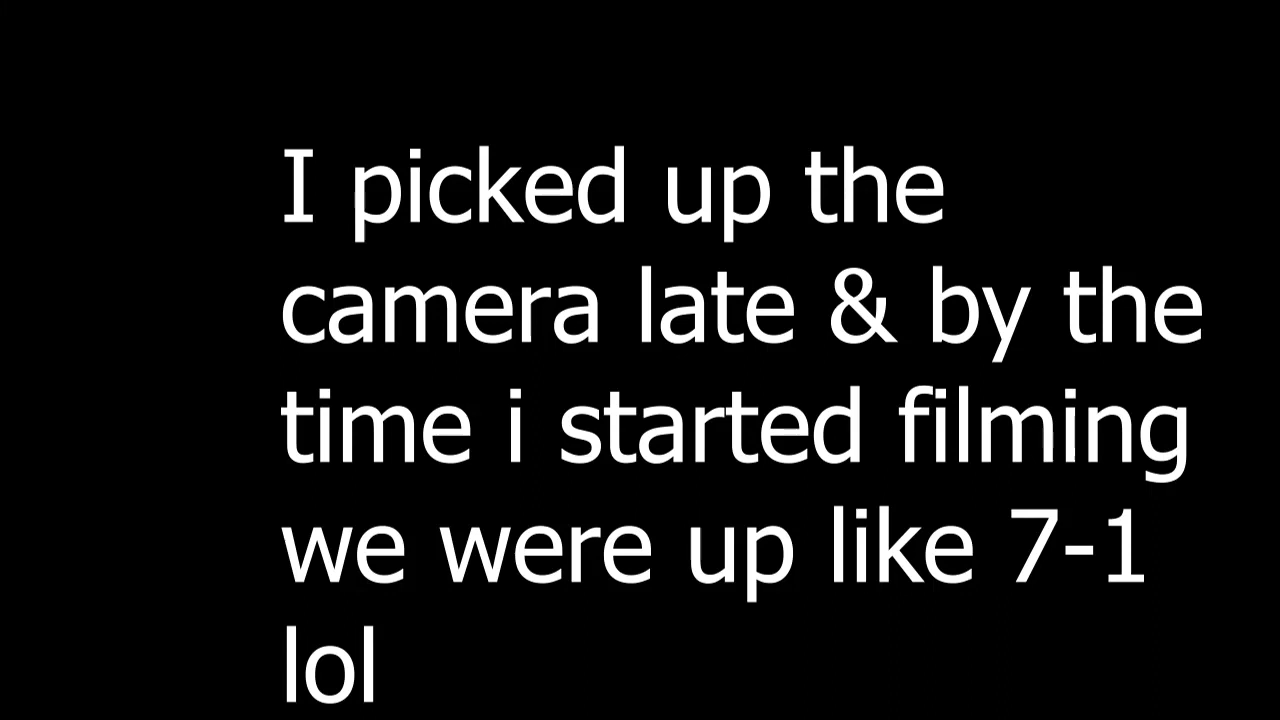 I picked up the
camera late & by the
time i started filming
we were up like 7-1
lol